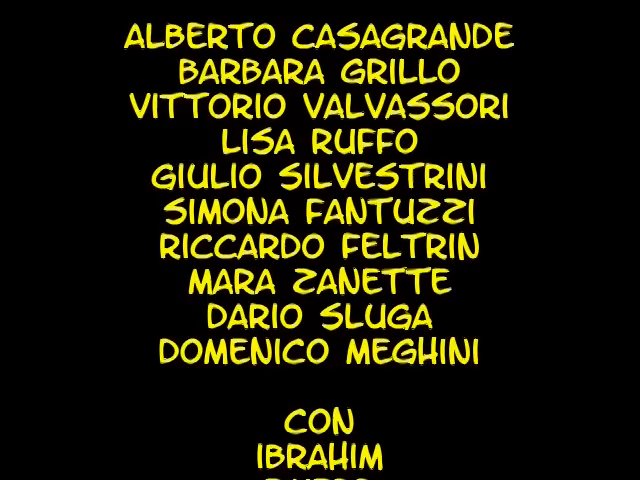 ALBERTO CASAGRANDE
BARBARA GRILLO
VITTORIO VALVASSORI
LISA RUFFO
GIULIO SILVESTRINI
SIMONA FANTUZZI
RICCARDO FELTRIN
MARA ZANETTE
DARIO SLUGA
DOMENICO MEGHINI
CON
IBRAHIM